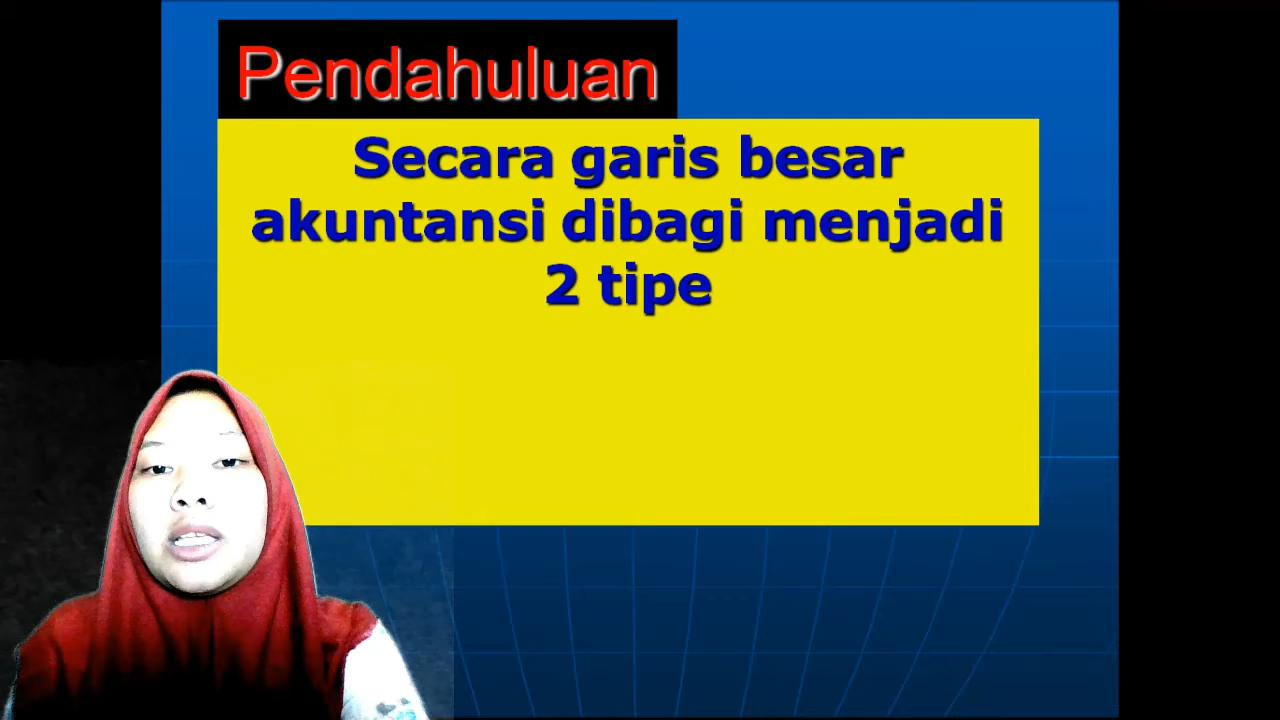 Pendahuluan
Secara garis besar
akuntansi dibagi menjadi
2 tipe